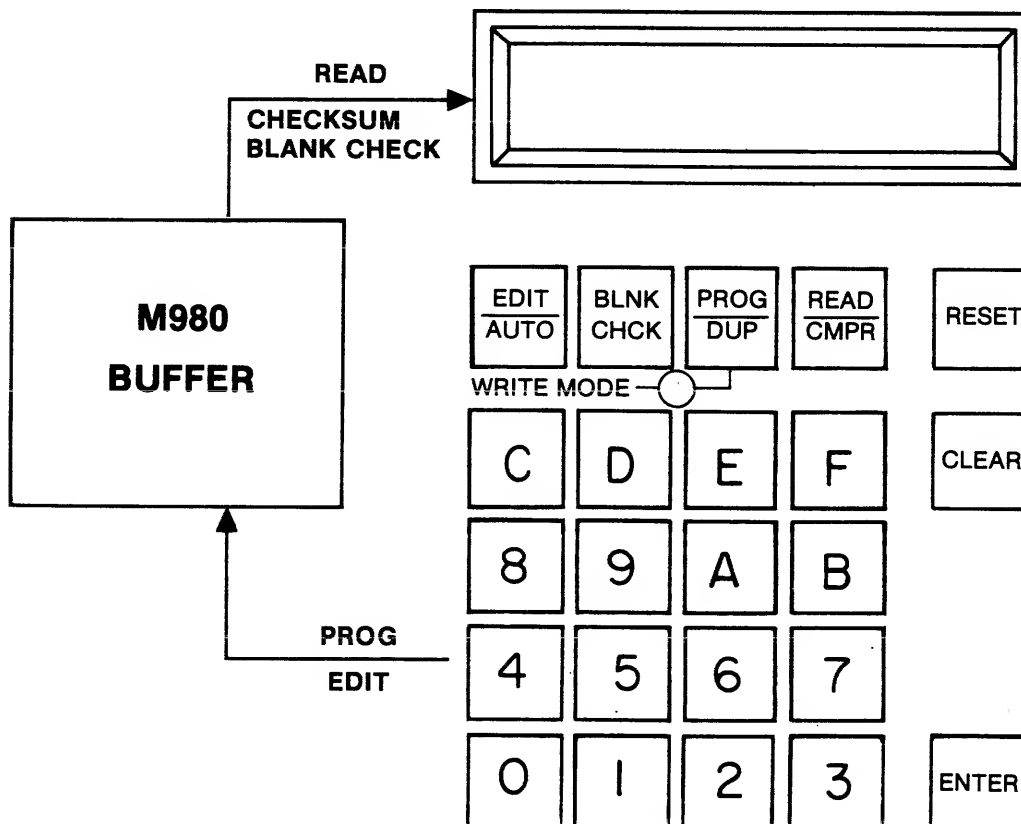 READ
CHECKSUM
BLANK CHECK
M980
BUFFER
PROG
EDIT
EDIT
AUTO
BLNK
CHCK
PROG
DUP
READ
CMPR
RESET
WRITE MODE
C D E F
CLEAR
8 9 A B
4 5 6 7
0 1 2 3
ENTER